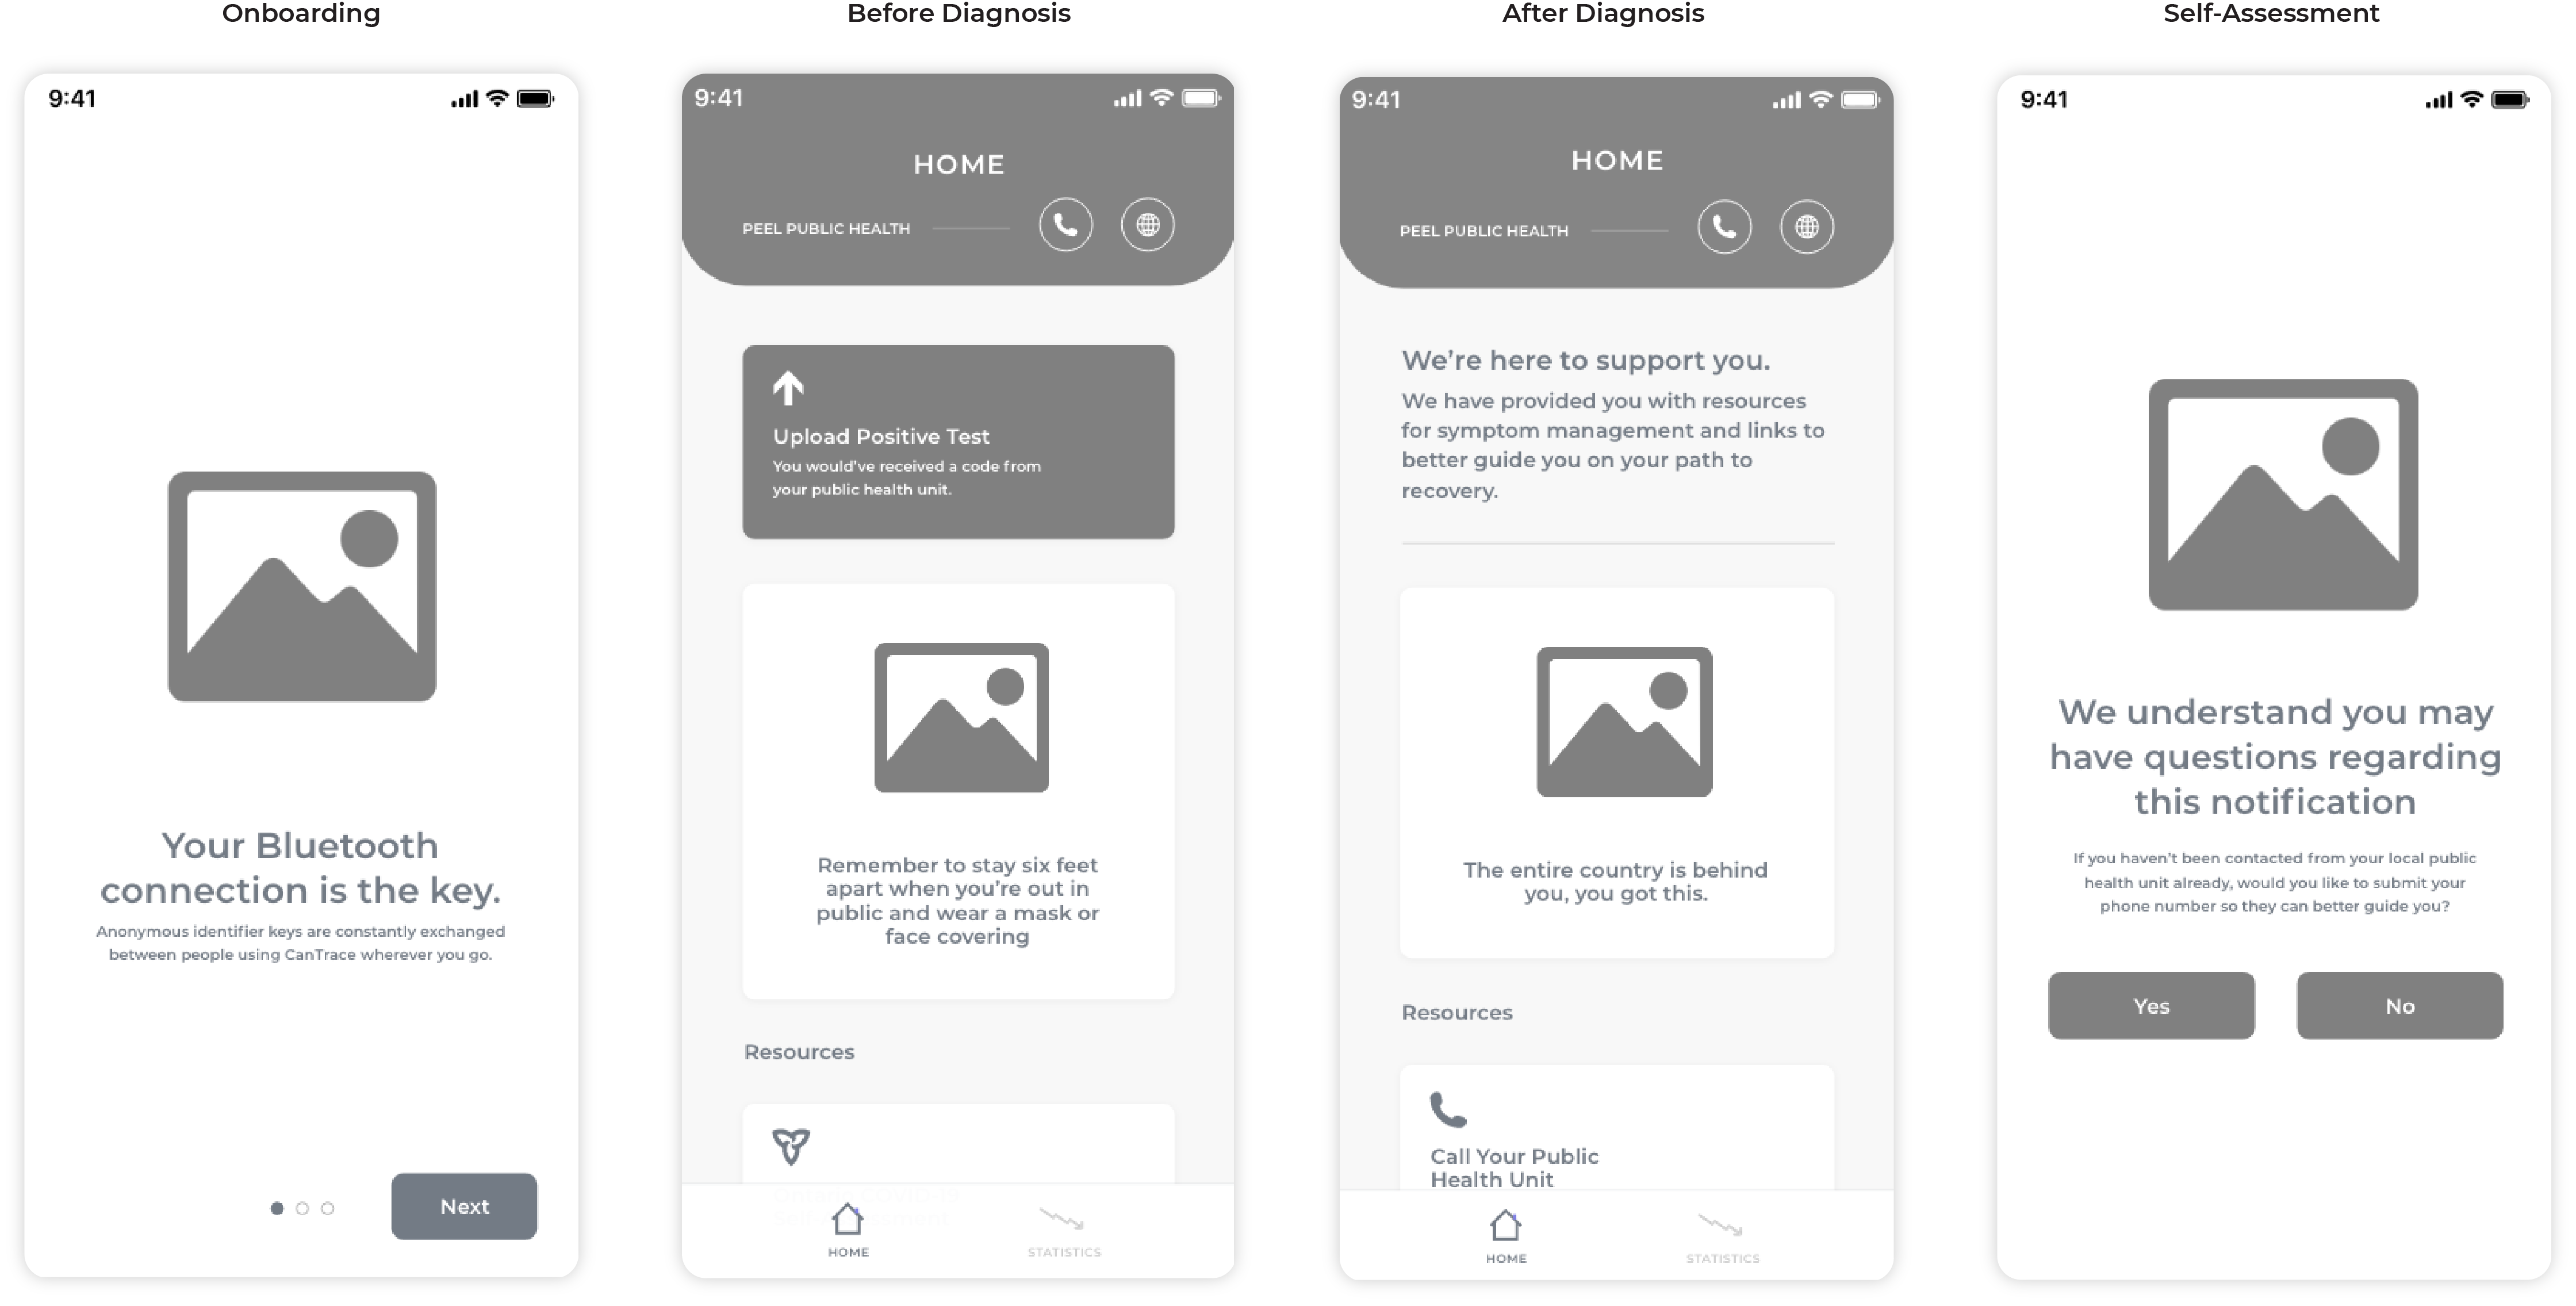 Onboarding
9:41
Your Bluetooth
connection is the key.
Anonymous identifier keys are constantly exchanged
between people using CanTrace wherever you go.
Next
Before Diagnosis
9:41
HOME
PEEL PUBLIC HEALTH
Upload Positive Test
You would've received a code from
your public health unit.
Remember to stay six feet
apart when you're out in
public and wear a mask or
face covering
Resources
HOME
STATISTICS
After Diagnosis
9:41
HOME
PEEL PUBLIC HEALTH
We're here to support you.
We have provided you with resources
for symptom management and links to
better guide you on your path to
recovery.
The entire country is behind
you, you got this.
Resources
Call Your Public
Health Unit
HOME
STATISTICS
Self-Assessment
9:41
We understand you may
have questions regarding
this notification
If you haven't been contacted from your local public
health unit already, would you like to submit your
phone number so they can better guide you?
Yes
No